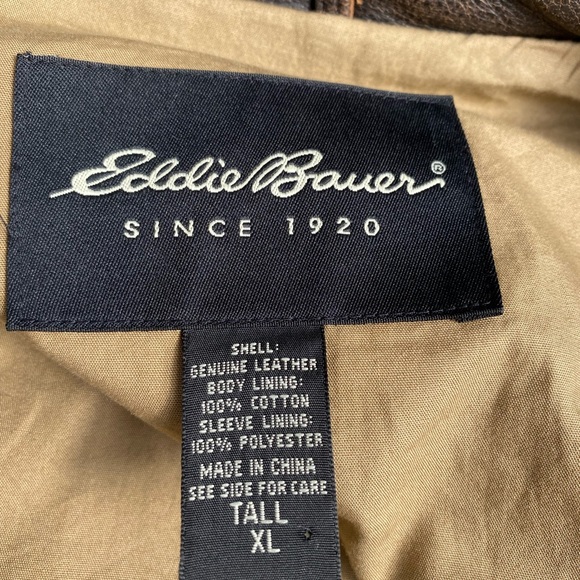 Eddie Bauer®
SINCE 1920
SHELL:
GENUINE LEATHER
BODY LINING:
100% COTTON
SLEEVE LINING:
100% POLYESTER
MADE IN CHINA
SEE SIDE FOR CARE
TALL
XL